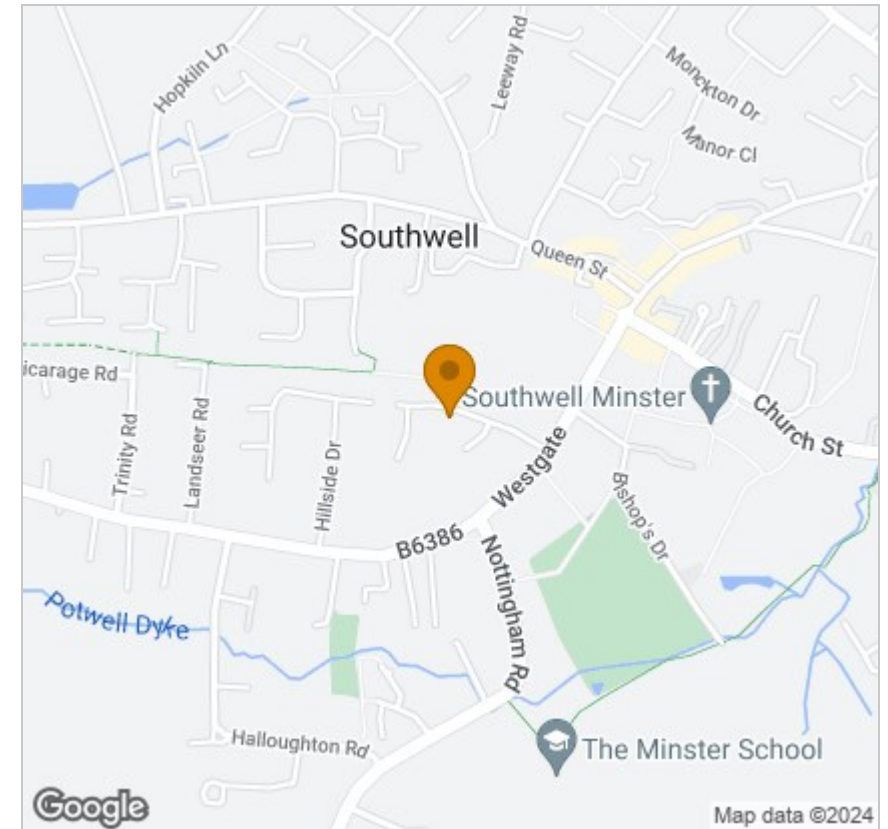 Leeway Rd
Hopkiln Ln
Monckton Dr
Manor Cl
Southwell
Queen St
icarage Rd
Southwell Minster
Church St
Trinity Rd
Landseer Rd
Hillside Dr
Westgate
Bishop's Dr
B6386
Nottingham Rd
Potwell Dyke
Halloughton Rd
The Minster School
Google
Map data ©2024